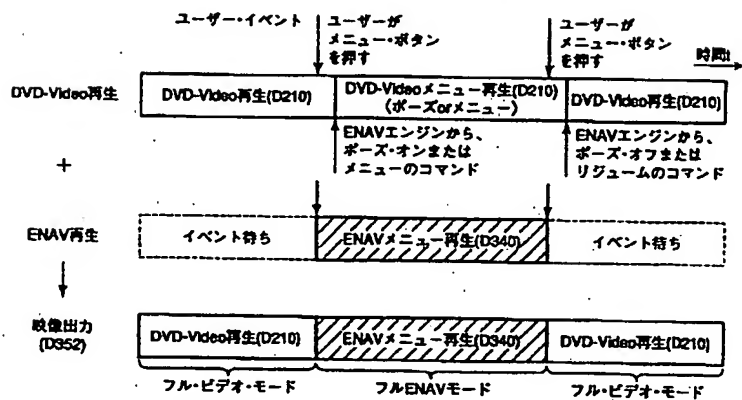 ユーザー・イベント
ユーザーが
メニュー・ボタン
を押す
ユーザーが
メニュー・ボタン
を押す
時間t
DVD-Video再生
DVD-Video再生(D210)
DVD-Videoメニュー再生(D210)
(ポーズorメニュー)
DVD-Video再生(D210)
ENAVエンジンから、
ポーズ・オンまたは
メニューのコマンド
ENAVエンジンから、
ポーズ・オフまたは
リジュームのコマンド
+
ENAV再生
イベント待ち
ENAVメニュー再生(D340)
イベント待ち
映像出力
(D352)
DVD-Video再生(D210)
ENAVメニュー再生(D340)
DVD-Video再生(D210)
フル・ビデオ・モード
フルENAVモード
フル・ビデオ・モード